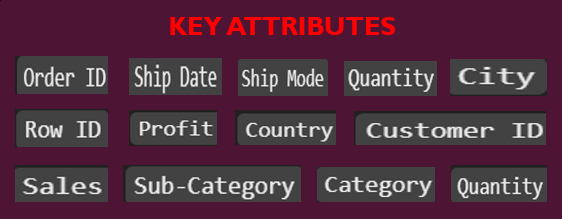 KEY ATTRIBUTES
Order ID Ship Date Ship Mode Quantity City
Row ID Profit Country Customer ID
Sales Sub-Category Category Quantity